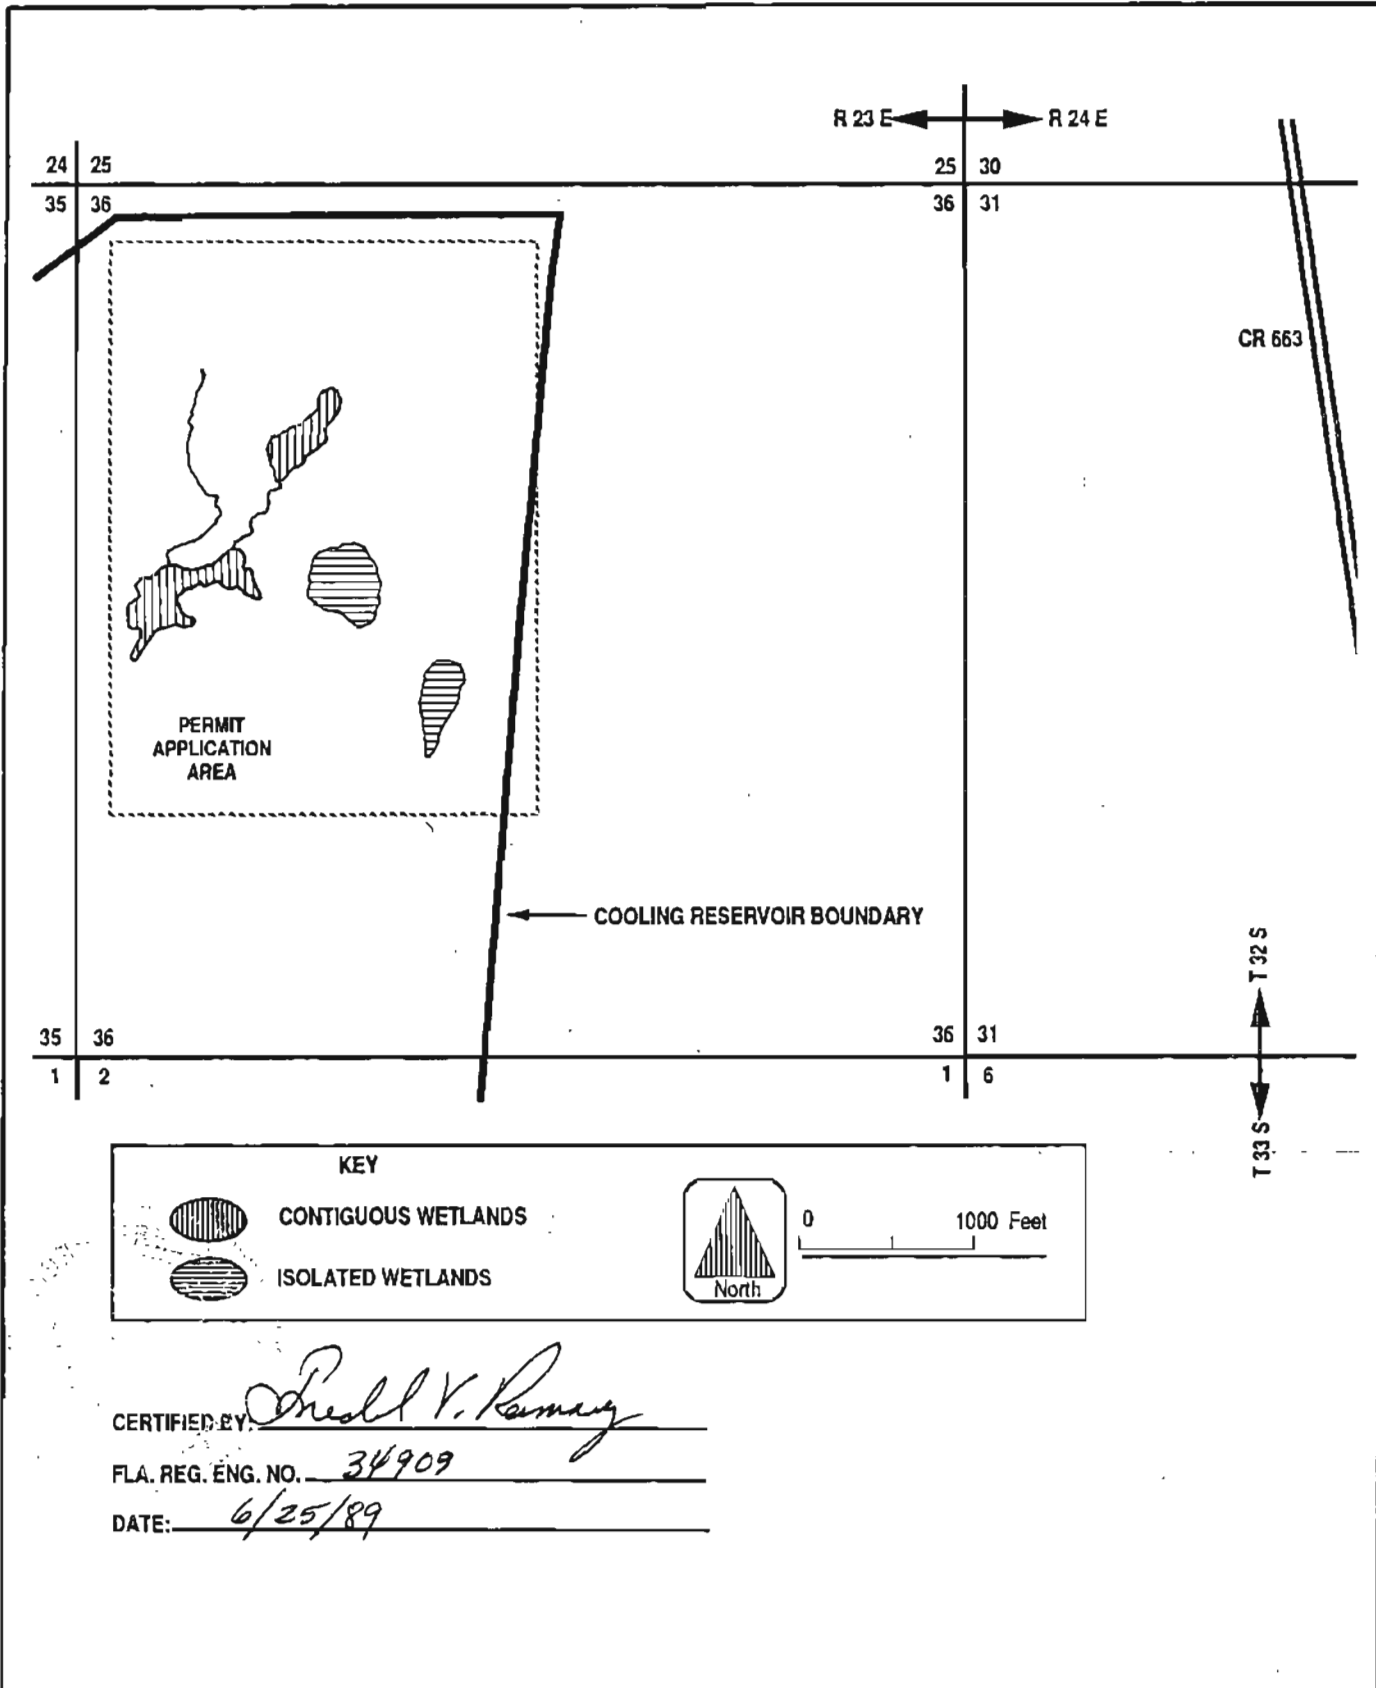 R 23 E R 24 E
24 25 25 30
35 36 36 31
CR 663
PERMIT
APPLICATION
AREA
COOLING RESERVOIR BOUNDARY
T 32 S
35 36 36 31
1 2 1 6
T 33 S
KEY
CONTIGUOUS WETLANDS
ISOLATED WETLANDS
North
0 1000 Feet
CERTIFIED BY: V. Ramsey
FLA. REG. ENG. NO. 34909
DATE: 6/25/89